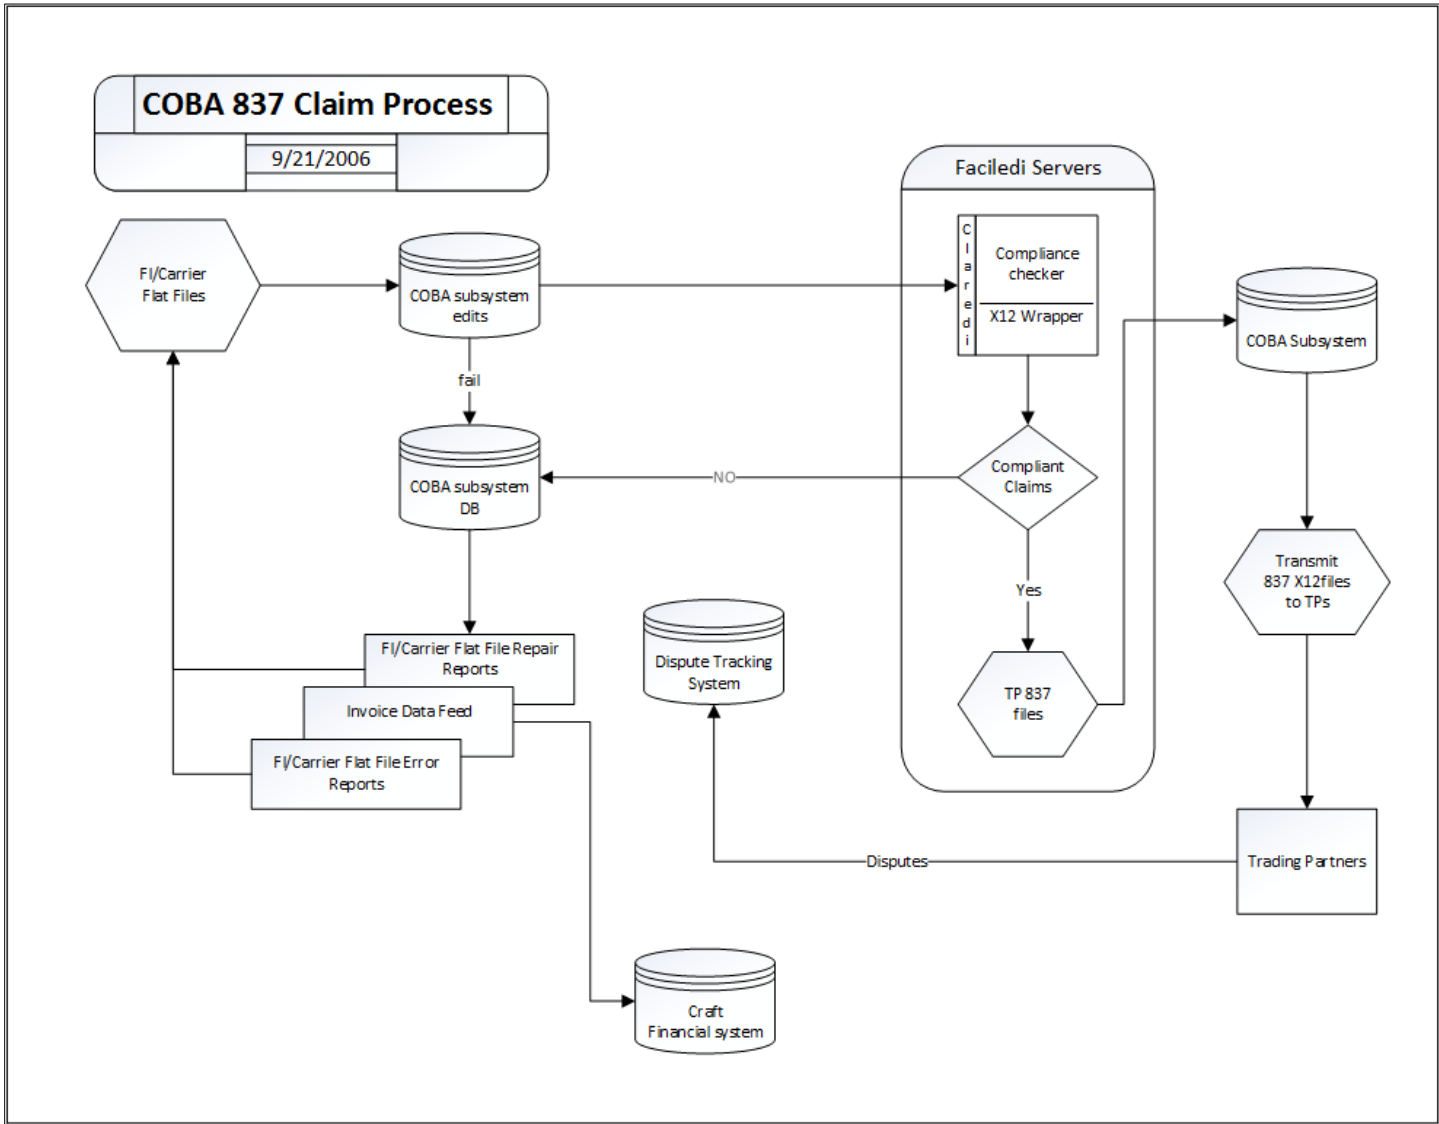 COBA 837 Claim Process
9/21/2006
Faciledi Servers
FI/Carrier
Flat Files
COBA subsystem
edits
Claredi
Compliance
checker
X12 Wrapper
COBA Subsystem
fail
COBA subsystem
DB
NO
Compliant
Claims
Transmit
837 X12files
to TPs
Yes
FI/Carrier Flat File Repair
Reports
Dispute Tracking
System
TP 837
files
Invoice Data Feed
FI/Carrier Flat File Error
Reports
Disputes
Trading Partners
Craft
Financial system